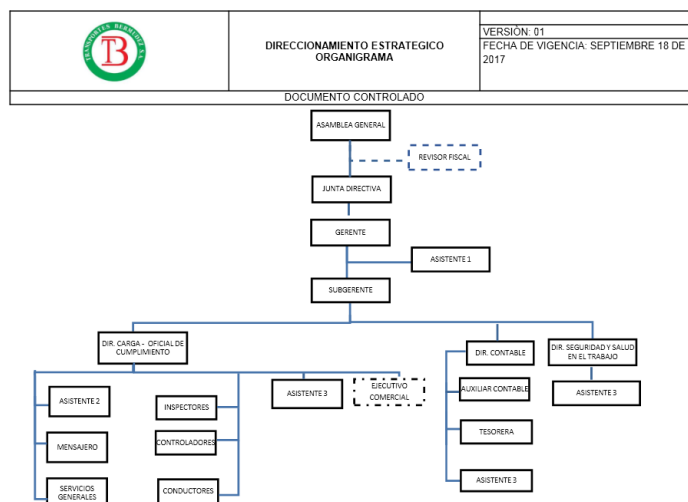 TRANSPORTES BERMUDEZ S.A.
TB
DIRECCIONAMIENTO ESTRATEGICO
ORGANIGRAMA
VERSIÓN: 01
FECHA DE VIGENCIA: SEPTIEMBRE 18 DE
2017
DOCUMENTO CONTROLADO
ASAMBLEA GENERAL
REVISOR FISCAL
JUNTA DIRECTIVA
GERENTE
ASISTENTE 1
SUBGERENTE
DIR. CARGA - OFICIAL DE
CUMPLIMIENTO
DIR. CONTABLE
DIR. SEGURIDAD Y SALUD
EN EL TRABAJO
ASISTENTE 2
INSPECTORES
ASISTENTE 3
EJECUTIVO
COMERCIAL
AUXILIAR CONTABLE
ASISTENTE 3
MENSAJERO
CONTROLADORES
TESORERA
SERVICIOS
GENERALES
CONDUCTORES
ASISTENTE 3